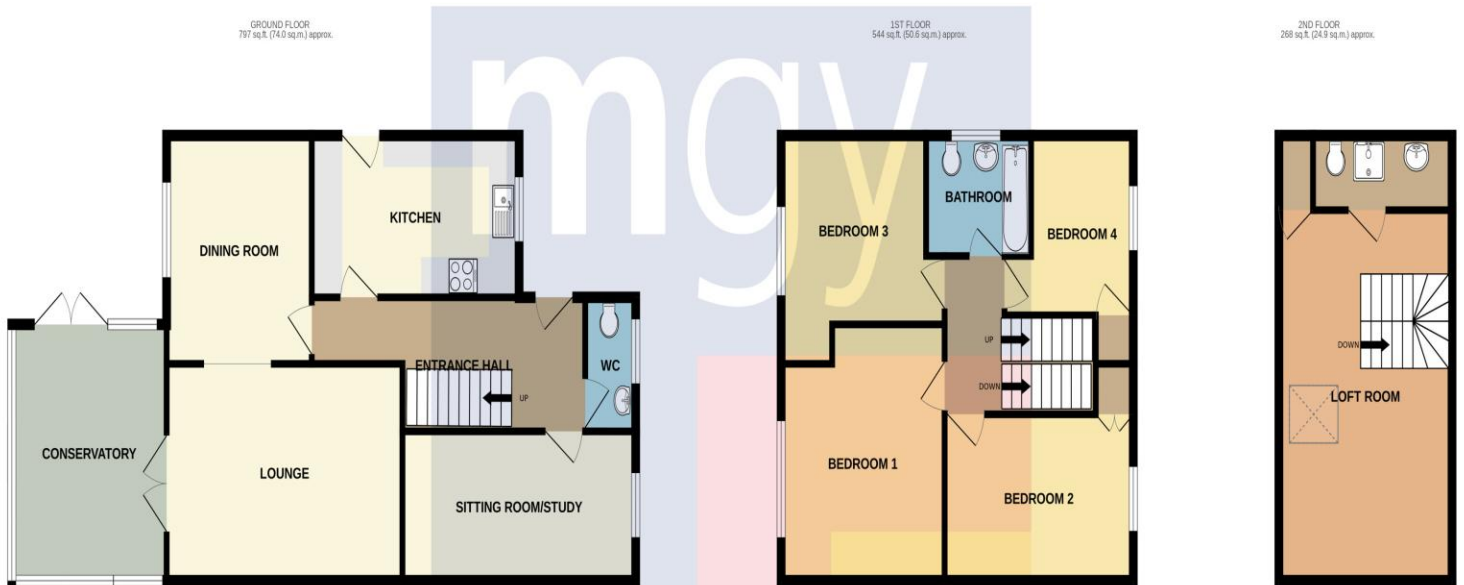 GROUND FLOOR
797 sq.ft. (74.0 sq.m.) approx.
1ST FLOOR
544 sq.ft. (50.6 sq.m.) approx.
2ND FLOOR
268 sq.ft. (24.9 sq.m.) approx.
mgy
DINING ROOM
KITCHEN
ENTRANCE HALL
WC
UP
CONSERVATORY
LOUNGE
SITTING ROOM/STUDY
BEDROOM 3
BATHROOM
BEDROOM 4
UP
DOWN
BEDROOM 1
BEDROOM 2
DOWN
LOFT ROOM